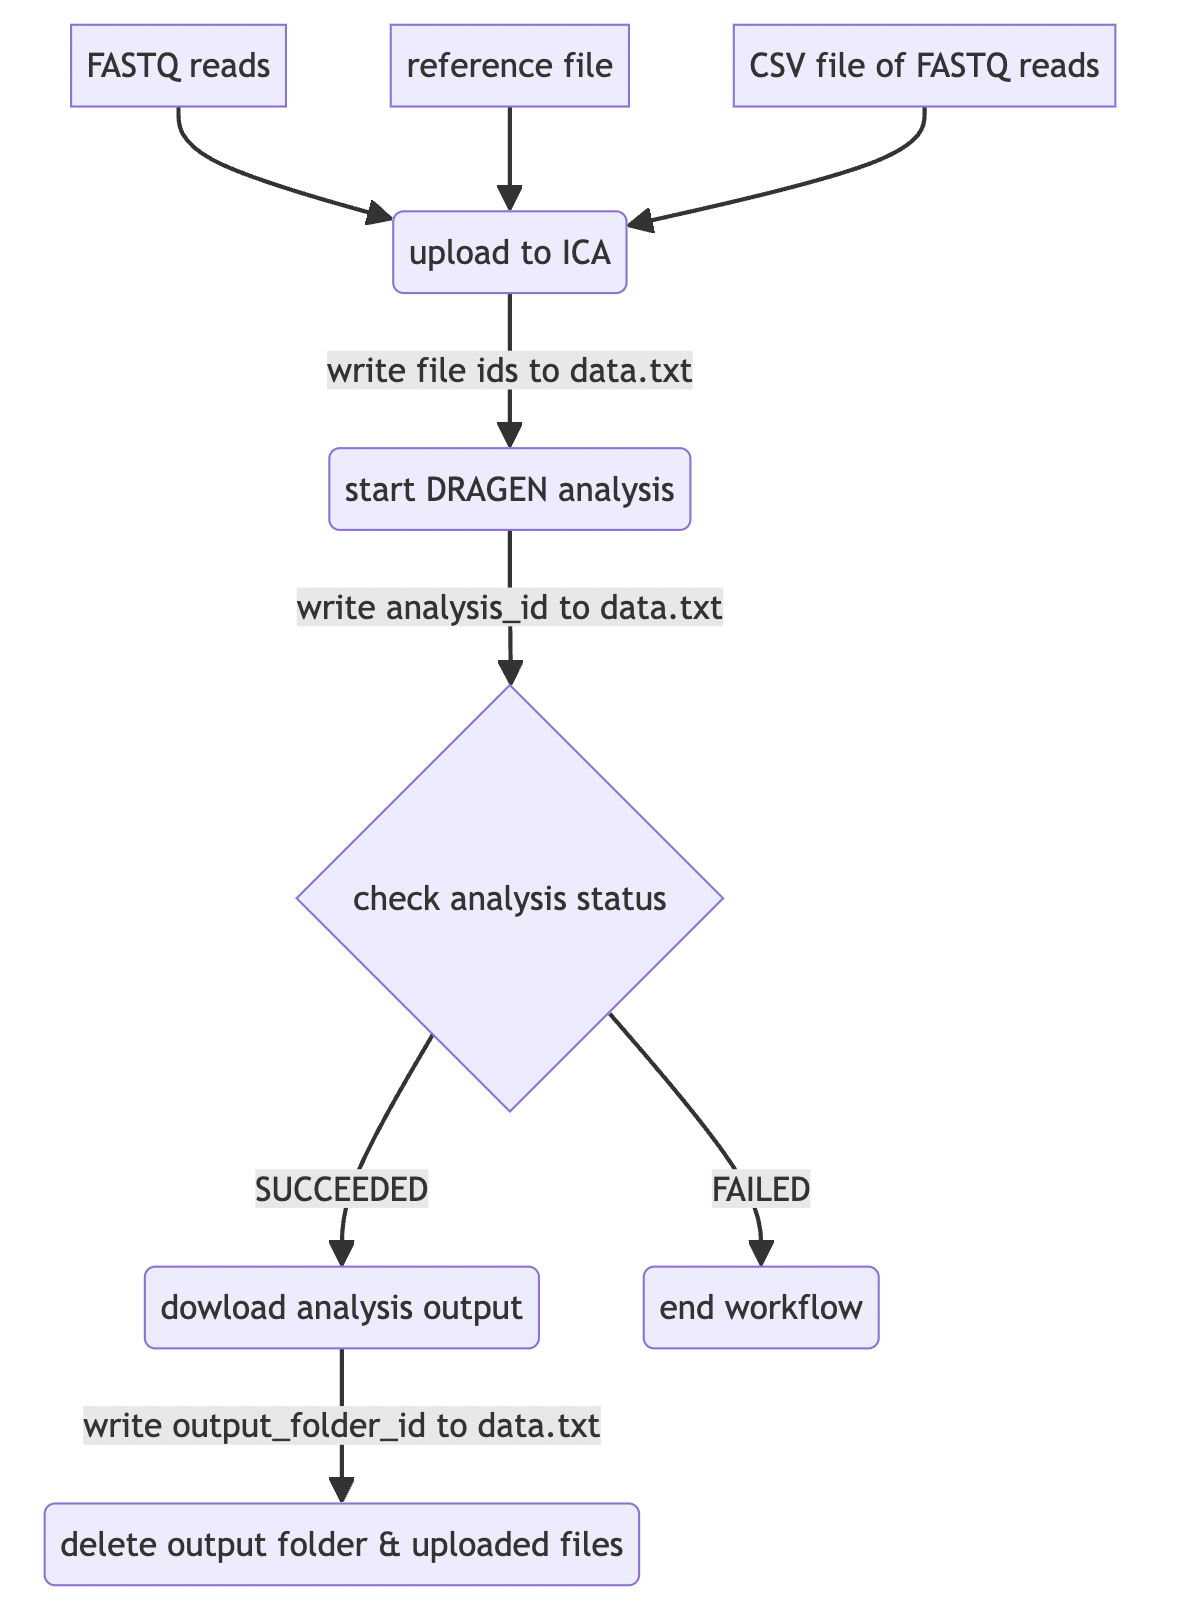 FASTQ reads
reference file
CSV file of FASTQ reads
upload to ICA
write file ids to data.txt
start DRAGEN analysis
write analysis_id to data.txt
check analysis status
SUCCEEDED
FAILED
dowload analysis output
end workflow
write output_folder_id to data.txt
delete output folder & uploaded files